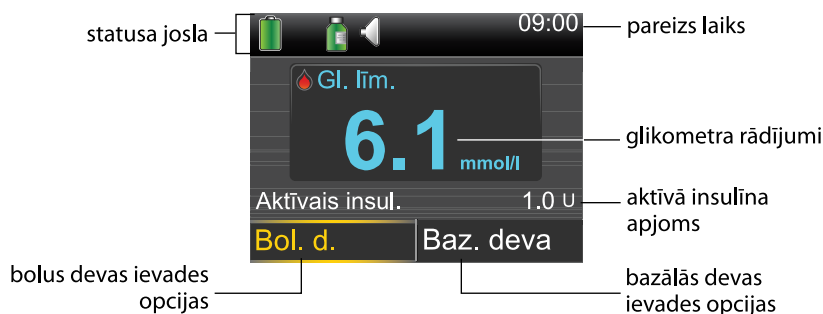 statusa josla
09:00
pareizs laiks
Gl. līm.
6.1 mmol/l
glikometra rādījumi
Aktīvais insul.
1.0 U
aktīvā insulīna
apjoms
Bol. d.
Baz. deva
bolus devas ievades
opcijas
bazālās devas
ievades opcijas